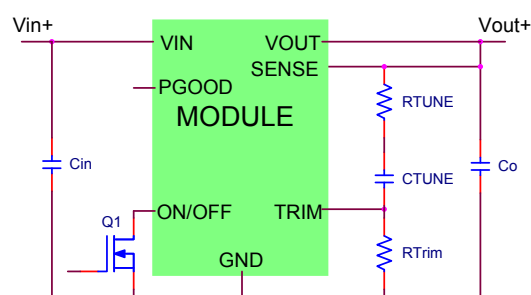 Vin+
Vout+
VIN
VOUT
SENSE
PGOOD
RTUNE
MODULE
Cin
CTUNE
Co
Q1
ON/OFF
TRIM
RTrim
GND